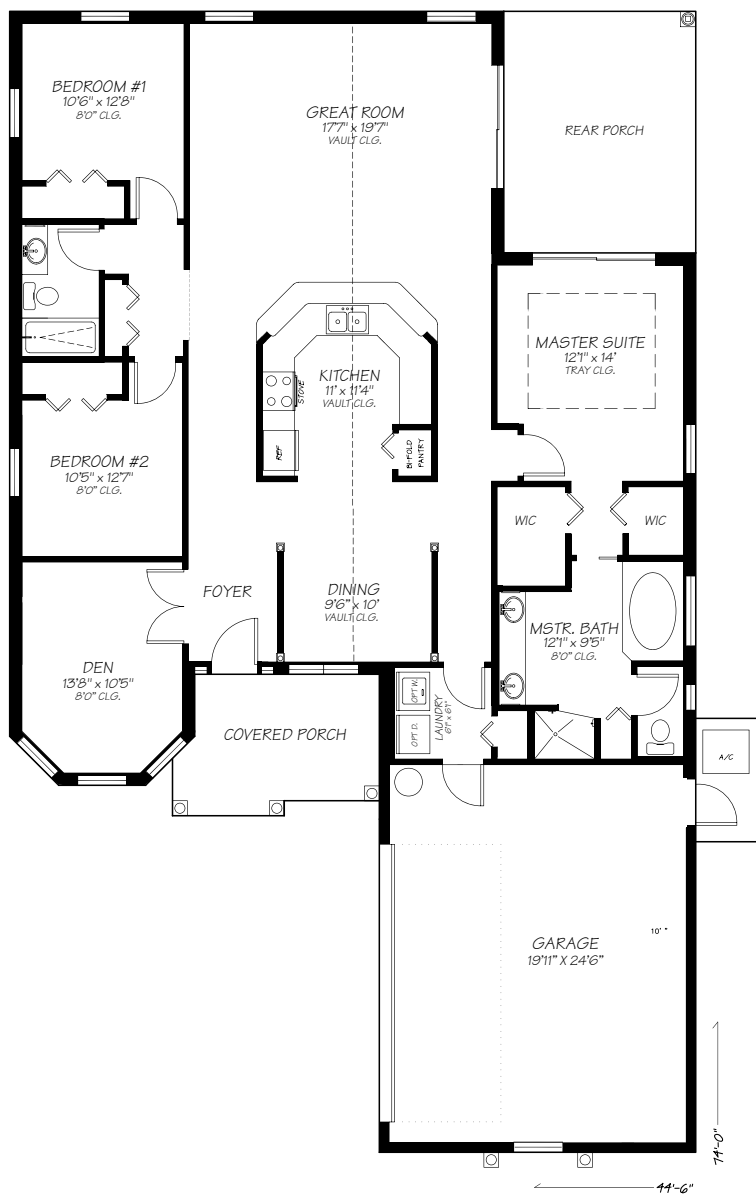 BEDROOM #1
10'6" x 12'8"
8'0" CLG.
GREAT ROOM
17'7" x 19'7"
VAULT CLG.
REAR PORCH
MASTER SUITE
12'1" x 14'
TRAY CLG.
KITCHEN
11' x 11'4"
VAULT CLG.
STOVE
REF
BI-FOLD
PANTRY
BEDROOM #2
10'5" x 12'7"
8'0" CLG.
WIC
WIC
FOYER
DINING
9'6" x 10'
VAULT CLG.
MSTR. BATH
12'1" x 9'5"
8'0" CLG.
DEN
13'8" x 10'5"
8'0" CLG.
OPT W.
OPT D.
LAUNDRY
6'1" x 6'1"
COVERED PORCH
A/C
GARAGE
19'11" X 24'6"
10' "
74'-0"
44'-6"